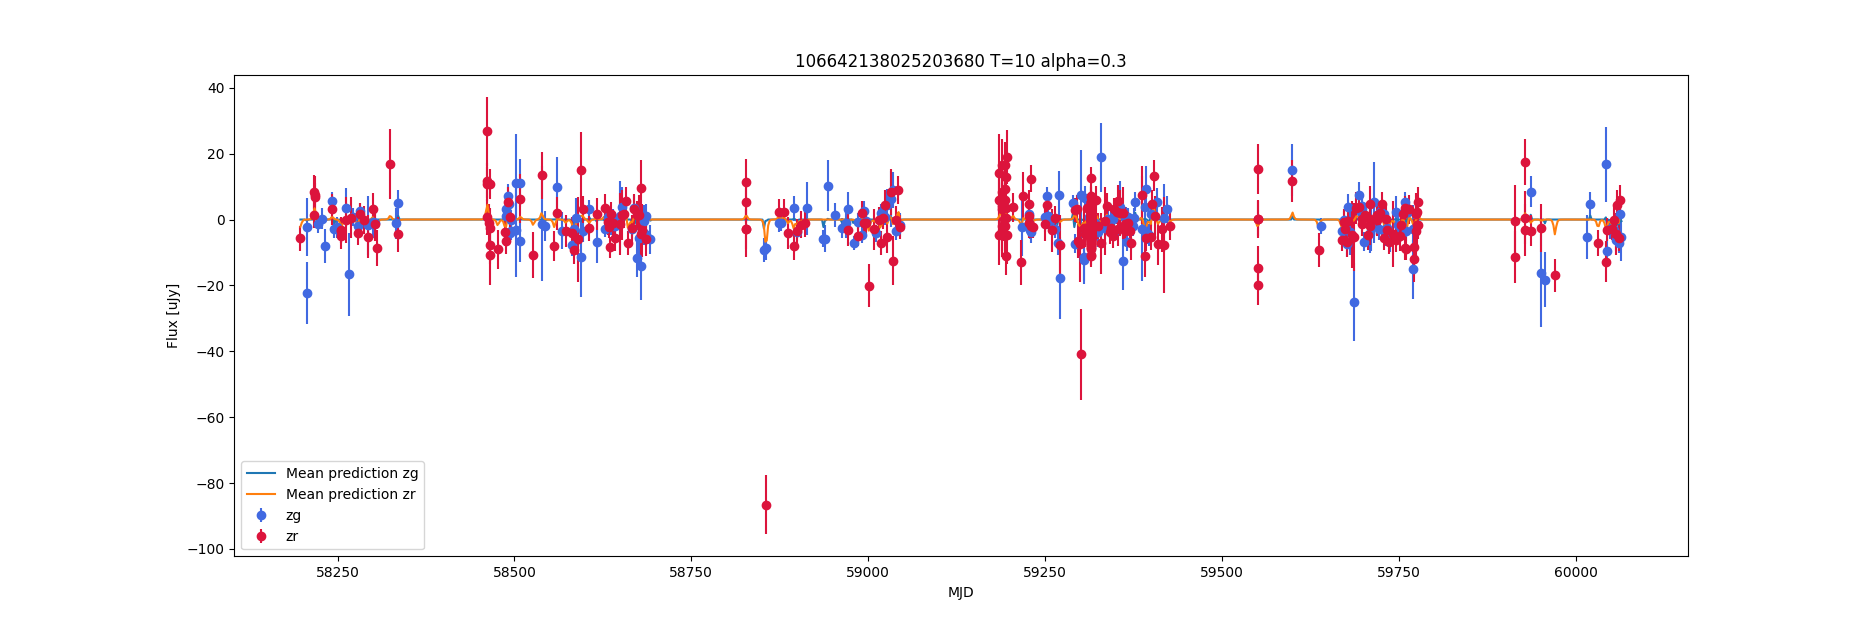 106642138025203680 T=10 alpha=0.3
40
20
0
−20
−40
−60
−80
−100
Flux [uJy]
58250
58500
58750
59000
59250
59500
59750
60000
MJD
Mean prediction zg
Mean prediction zr
zg
zr